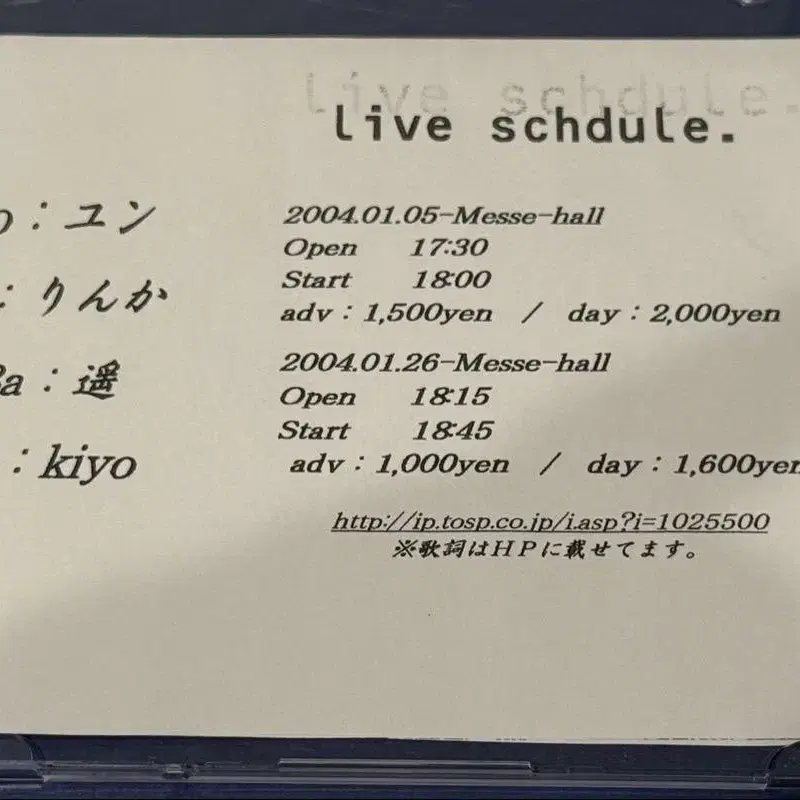 live schdule.
：ユン
：りんか
a：遥
：kiyo
2004.01.05-Messe-hall
Open 17:30
Start 18:00
adv：1,500yen / day：2,000yen
2004.01.26-Messe-hall
Open 18:15
Start 18:45
adv：1,000yen / day：1,600yen
http://ip.tosp.co.jp/i.asp?i=1025500
※歌詞はＨＰに載せてます。